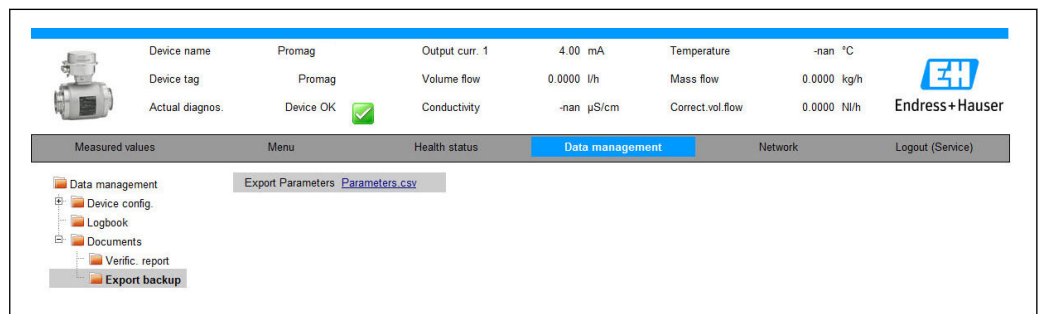 Device name Promag Output curr. 1 4.00 mA Temperature -nan °C
Device tag Promag Volume flow 0.0000 l/h Mass flow 0.0000 kg/h
Actual diagnos. Device OK Conductivity -nan µS/cm Correct.vol.flow 0.0000 Nl/h
EH
Endress+Hauser
Measured values Menu Health status Data management Network Logout (Service)
Data management Export Parameters Parameters.csv
Device config.
Logbook
Documents
Verific. report
Export backup